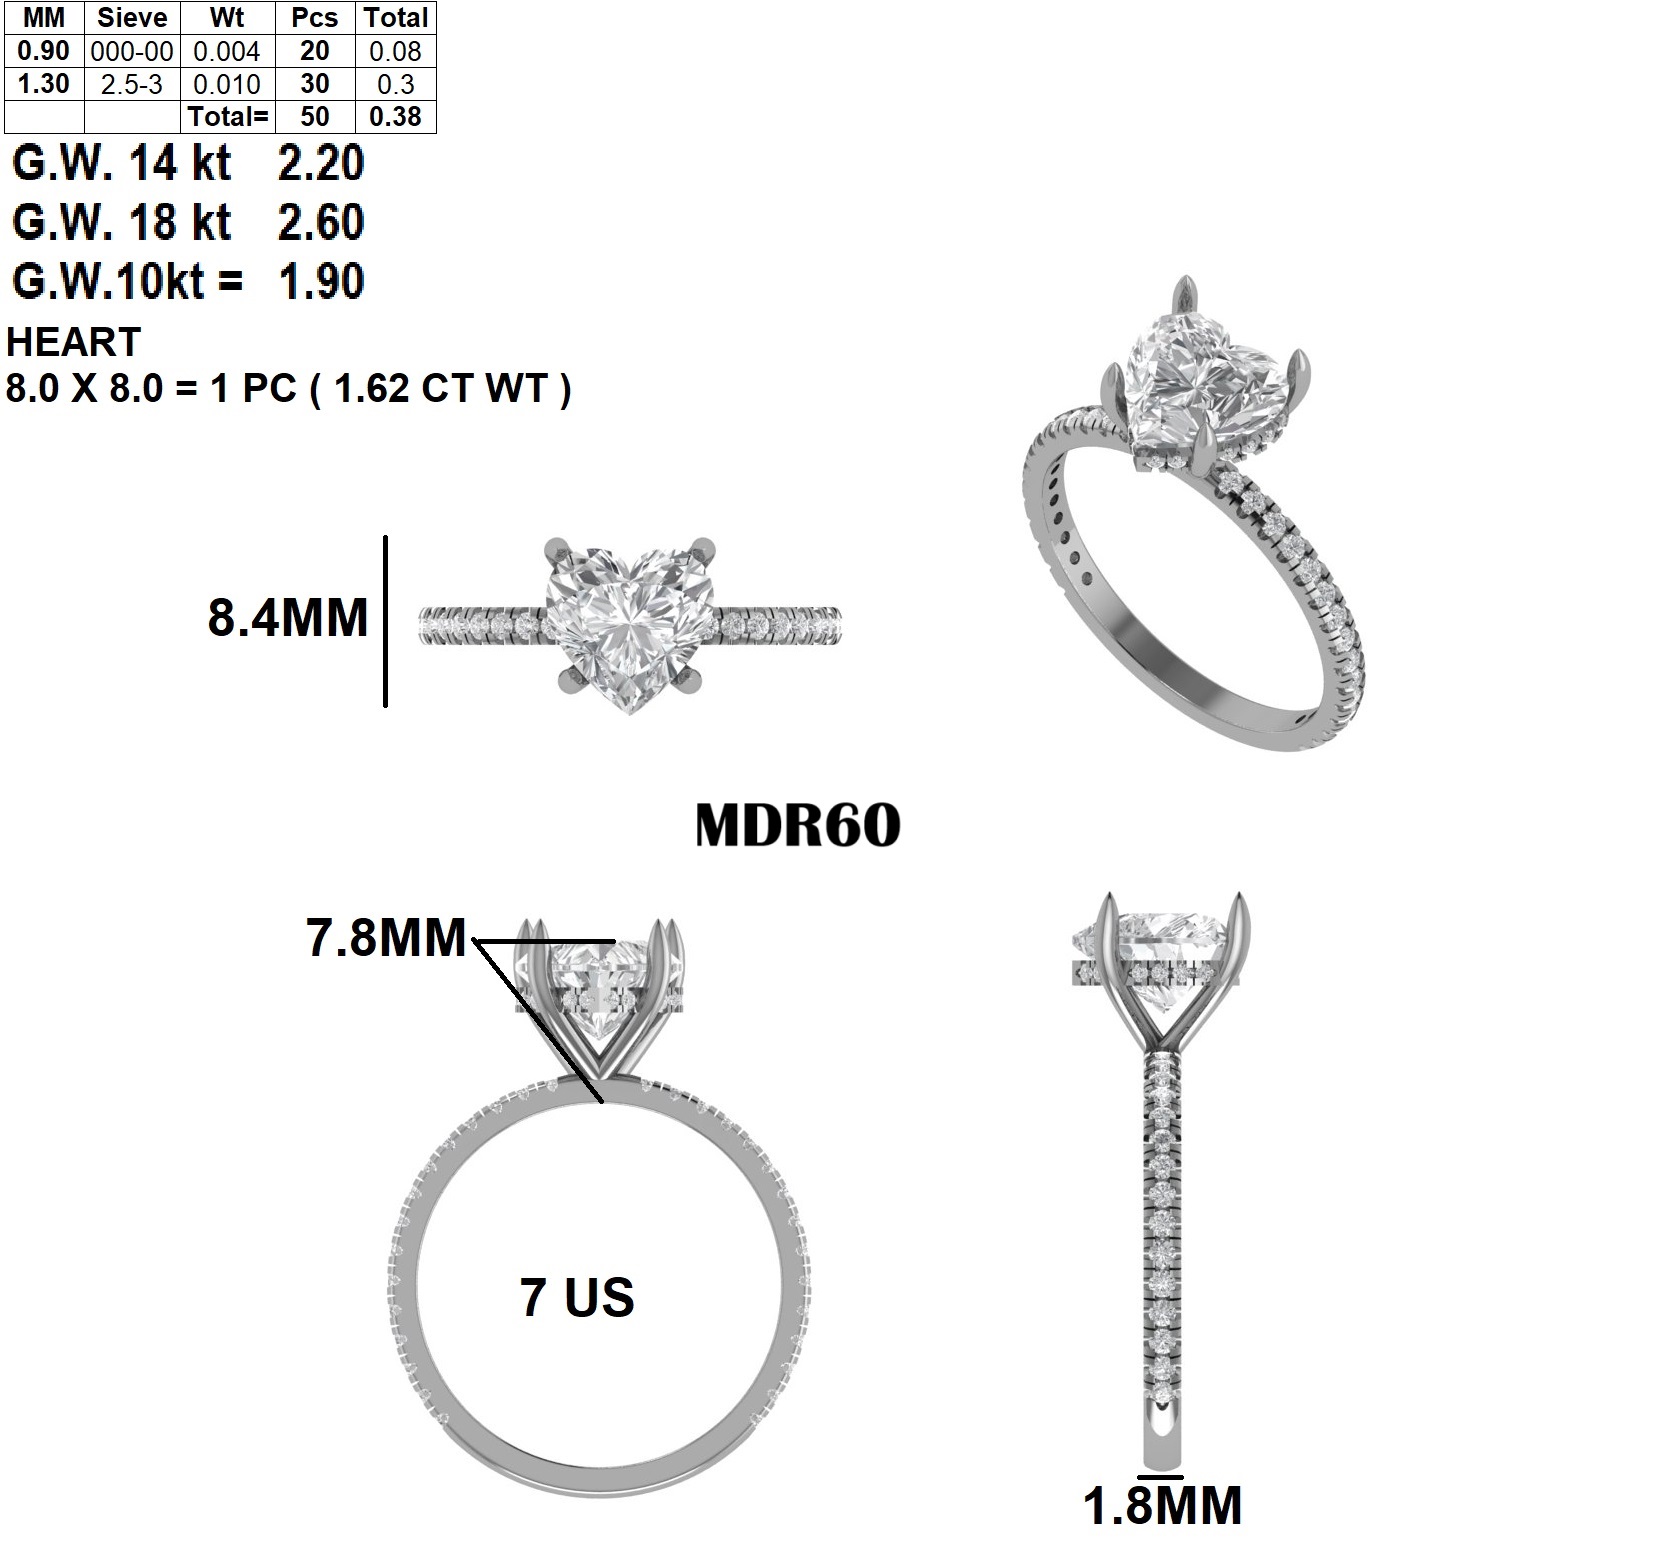 MM Sieve Wt Pcs Total
0.90 000-00 0.004 20 0.08
1.30 2.5-3 0.010 30 0.3
Total= 50 0.38
G.W. 14 kt 2.20
G.W. 18 kt 2.60
G.W.10kt = 1.90
HEART
8.0 X 8.0 = 1 PC ( 1.62 CT WT )
8.4MM
MDR60
7.8MM
7 US
1.8MM